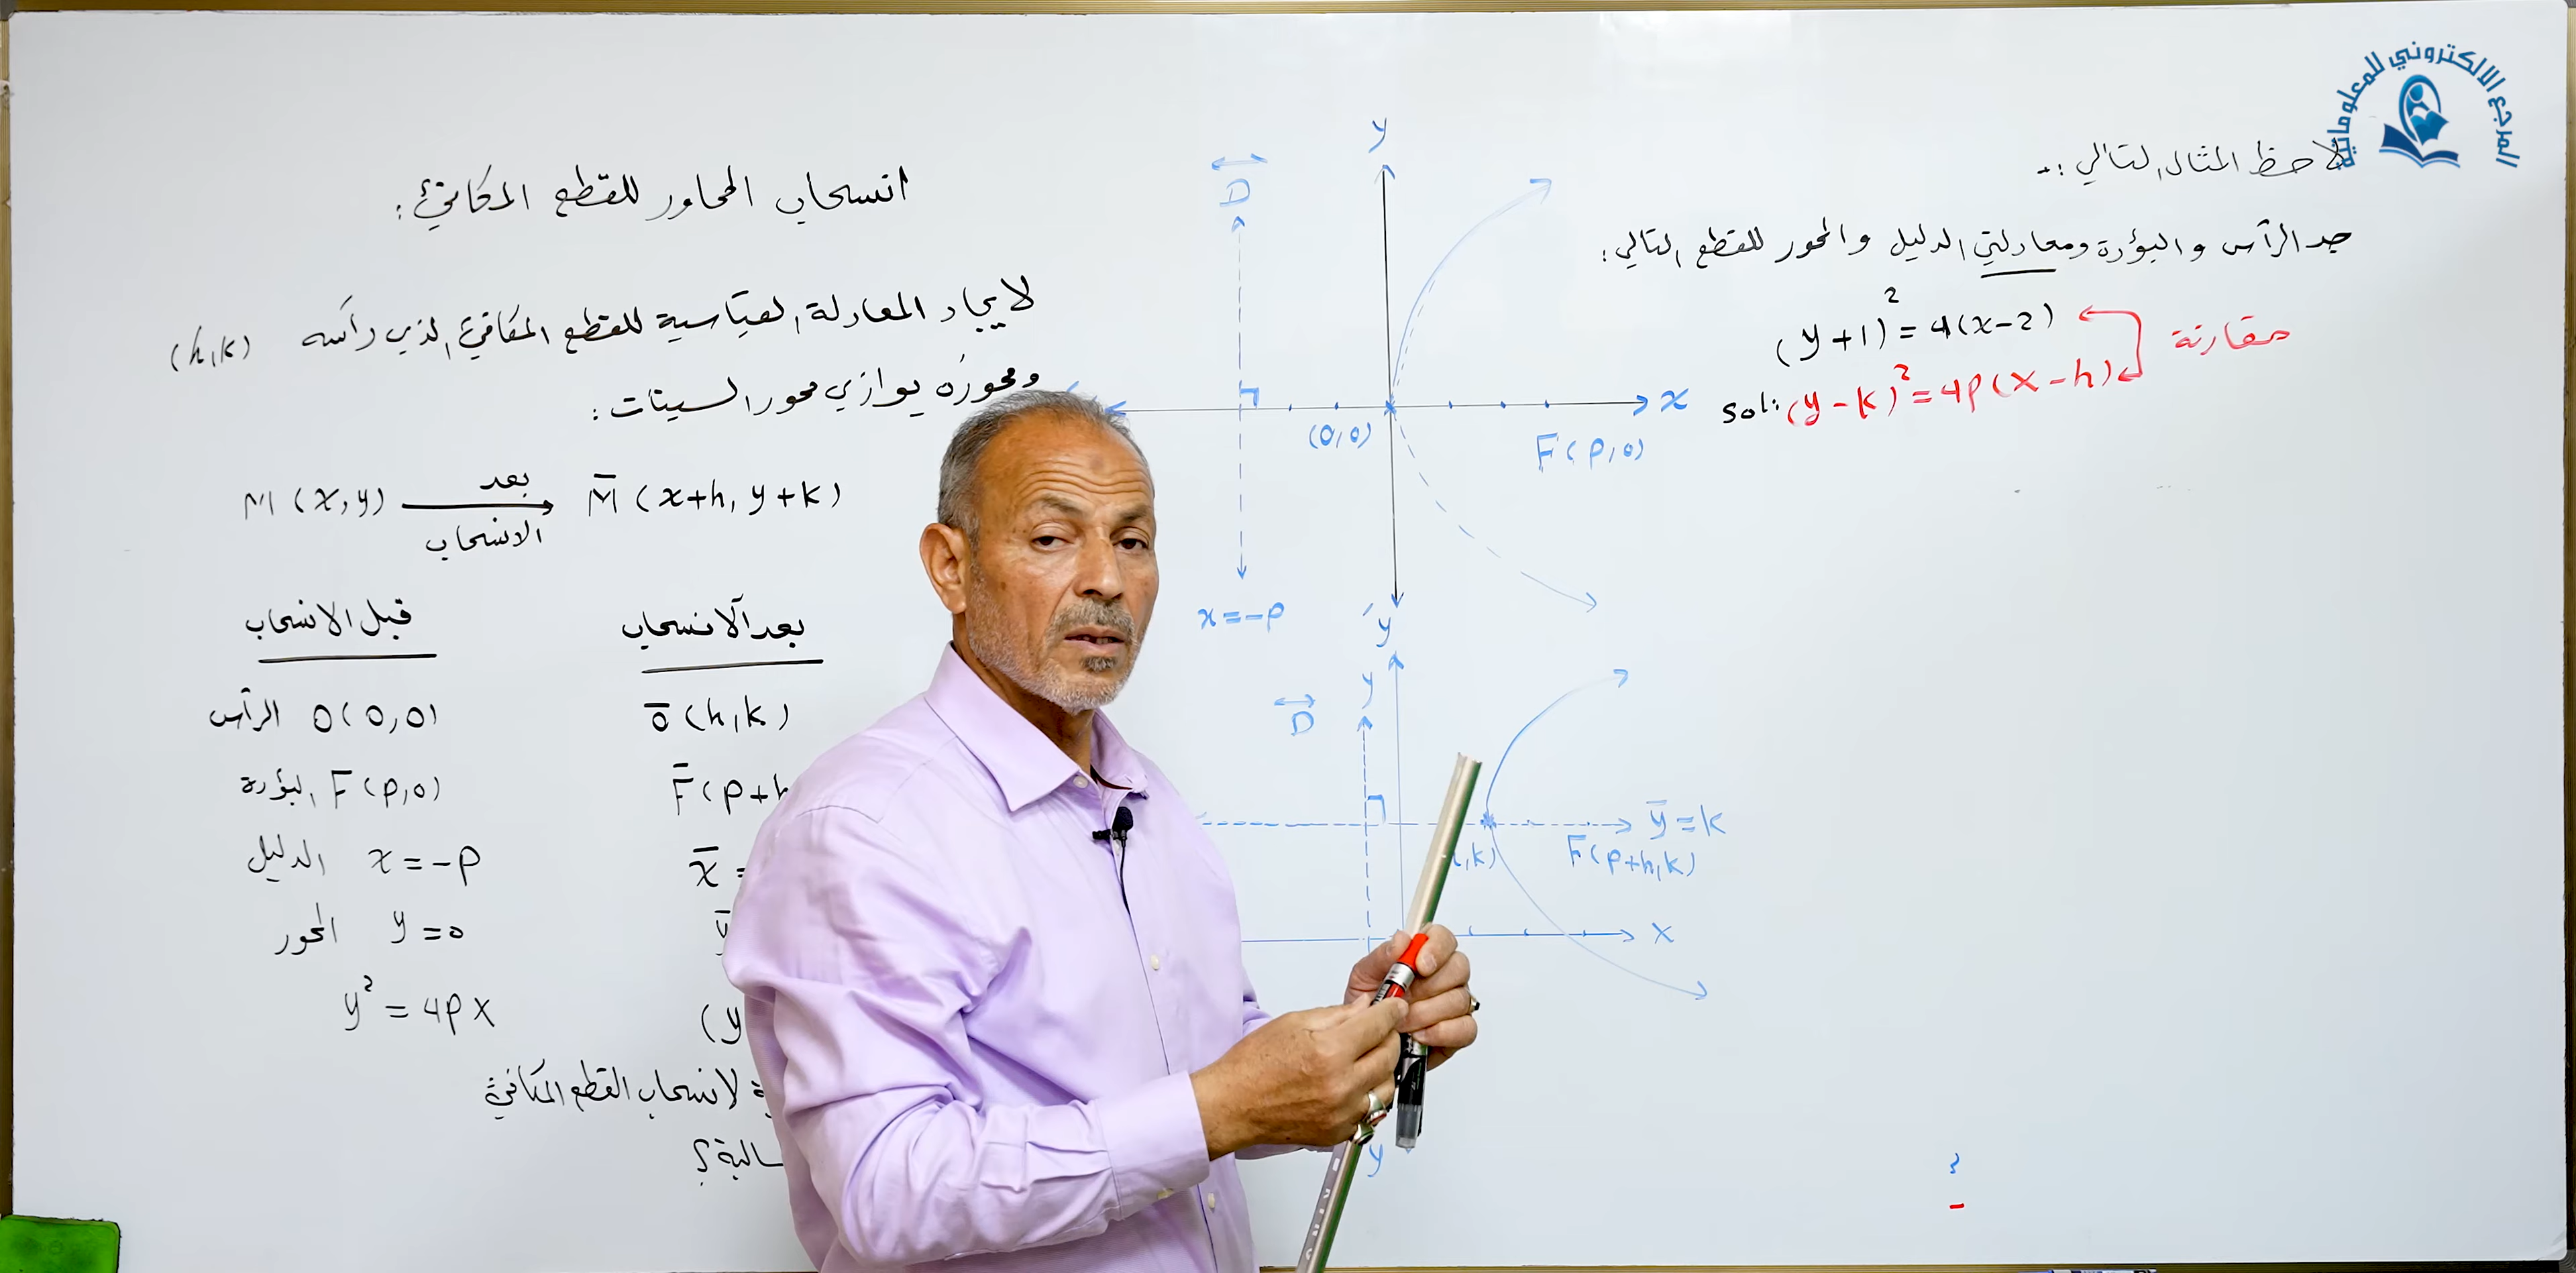 المرجع الالكتروني للمعلوماتية
لاحظ المثال التالي :-
جد الرأس و البؤرة ومعادلتي الدليل والمحور للقطع التالي :
(y+1)² = 4(x-2)
مقارنة
sol: (y-k)² = 4p(x-h)
انسحاب المحاور للقطع المكافئ :
لايجاد المعادلة القياسية للقطع المكافئ الذي رأسه (h,k)
ومحوره يوازي محور السينات :
M (x,y) بعد الانسحاب M̄ (x+h, y+k)
قبل الانسحاب
بعد الانسحاب
الرأس O(0,0)
ō(h,k)
البؤرة F(p,0)
F̄(p+h
الدليل x=-p
x̄ =
المحور y=0
ȳ
y² = 4px
(y
لانسحاب القطع المكافئ
y
D
x
(0,0)
F(p,0)
x=-p
y
y
D
ȳ=k
,k)
F(p+h,k)
x
y